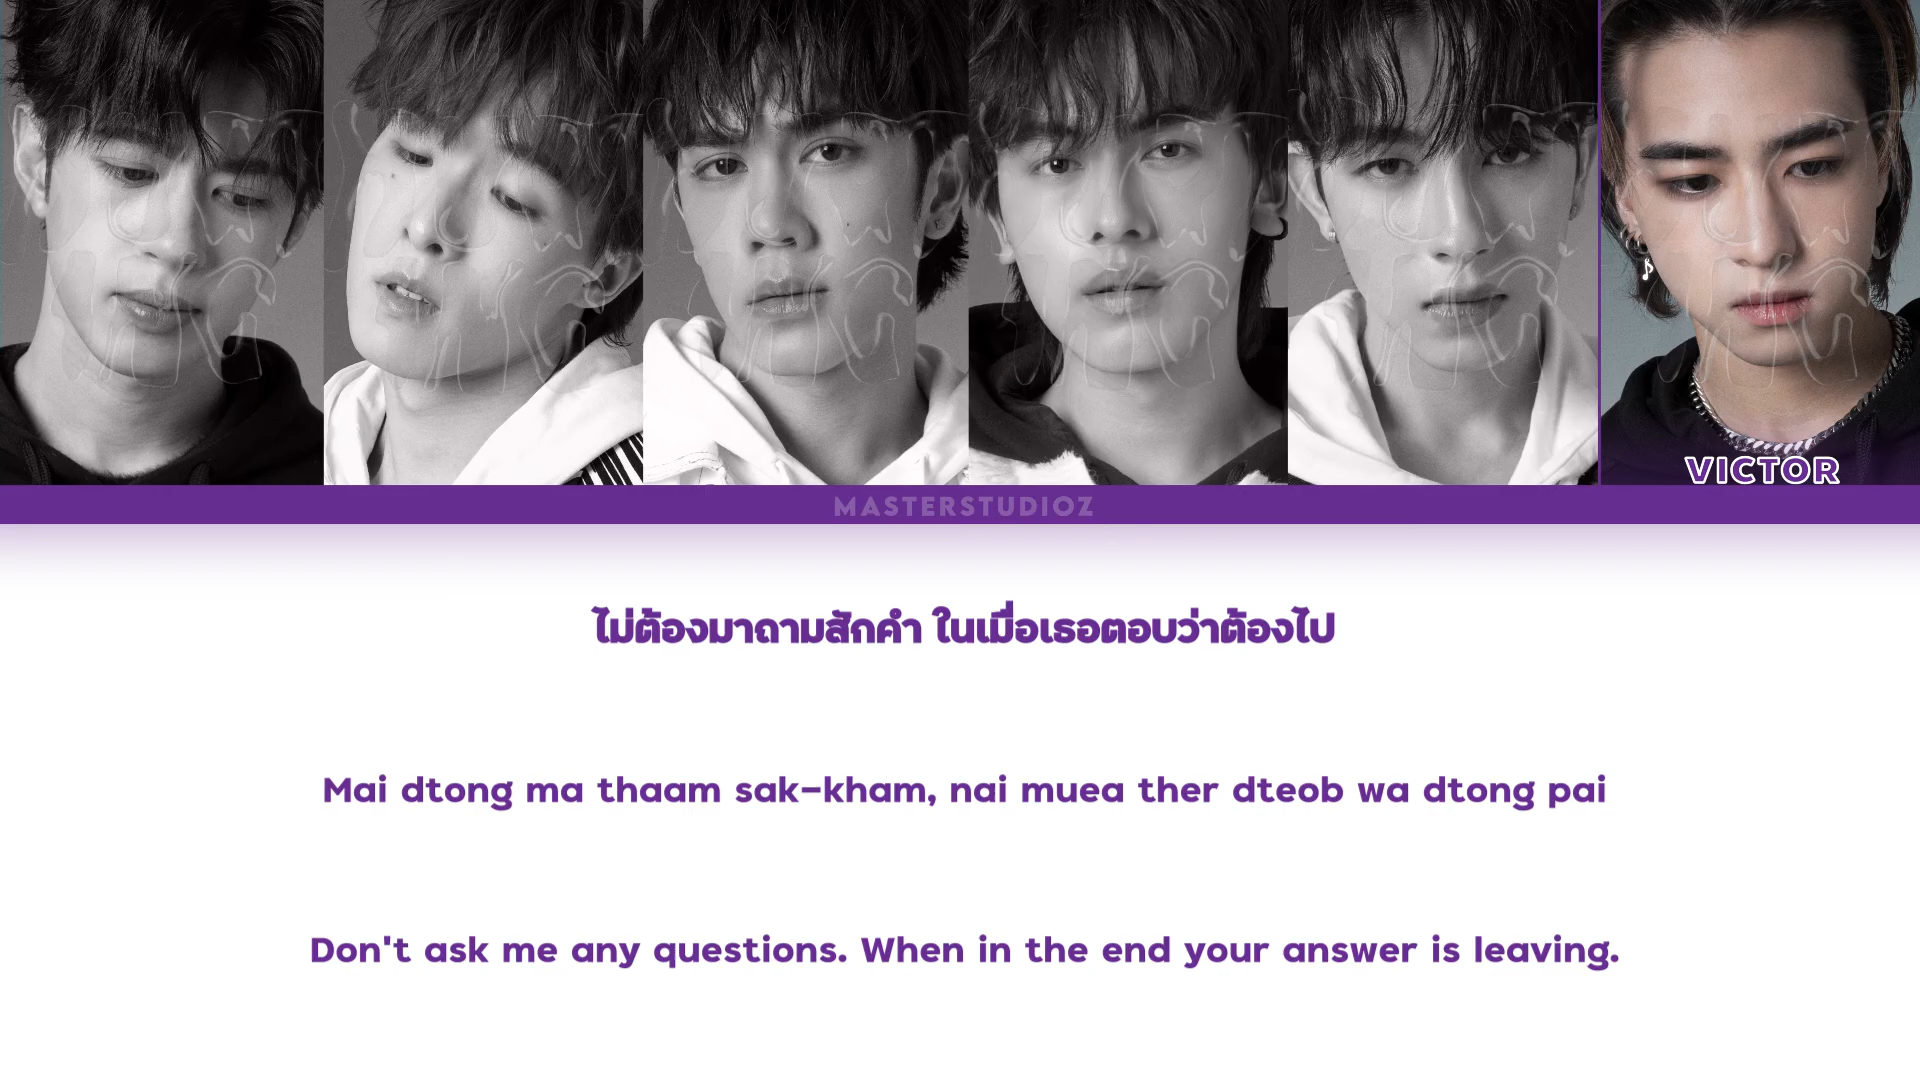 VICTOR
MASTERSTUDIOZ
ไม่ต้องมาถามสักคำ ในเมื่อเธอตอบว่าต้องไป
Mai dtong ma thaam sak-kham, nai muea ther dteob wa dtong pai
Don't ask me any questions. When in the end your answer is leaving.